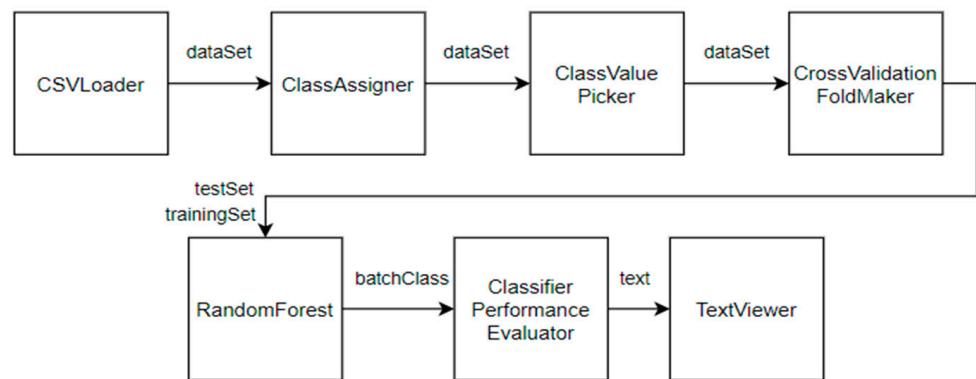 dataSet
dataSet
dataSet
CSVLoader
ClassAssigner
ClassValue
Picker
CrossValidation
FoldMaker
testSet
trainingSet
RandomForest
batchClass
Classifier
Performance
Evaluator
text
TextViewer